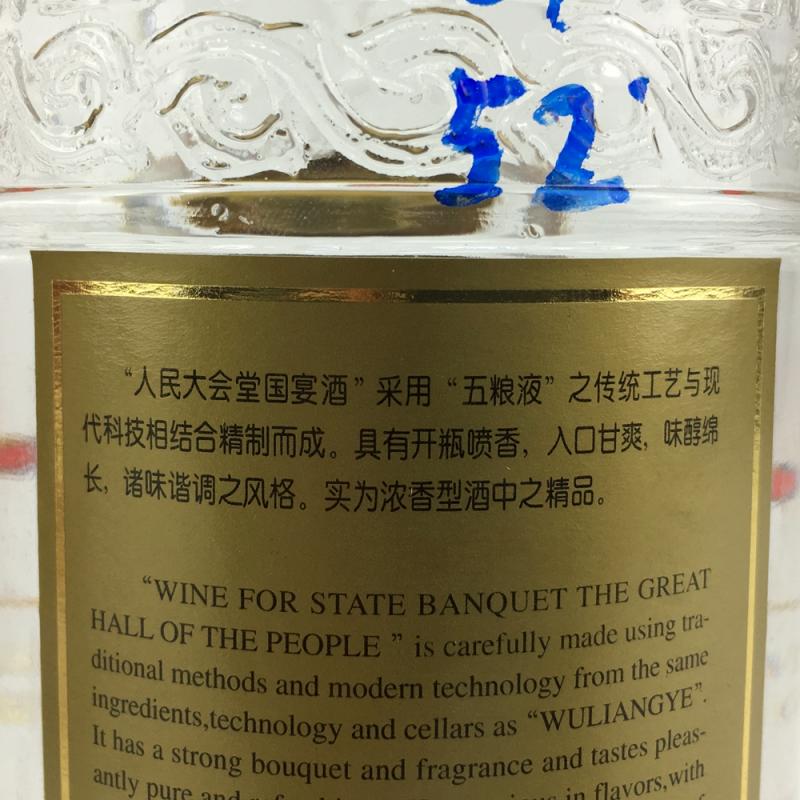 52°
“人民大会堂国宴酒”采用“五粮液”之传统工艺与现
代科技相结合精制而成。具有开瓶喷香，入口甘爽，味醇绵
长，诸味谐调之风格。实为浓香型酒中之精品。
“WINE FOR STATE BANQUET THE GREAT
HALL OF THE PEOPLE ” is carefully made using tra-
ditional methods and modern technology from the same
ingredients,technology and cellars as “WULIANGYE”.
It has a strong bouquet and fragrance and tastes pleas-
antly pure and in flavors,with